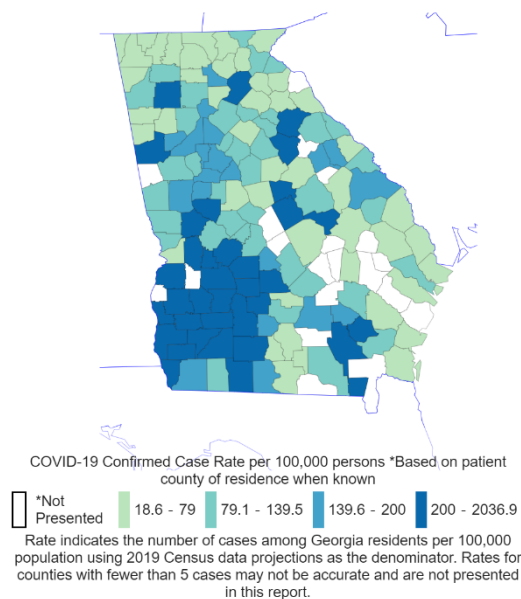 COVID-19 Confirmed Case Rate per 100,000 persons *Based on patient
county of residence when known
*Not
Presented
18.6 - 79
79.1 - 139.5
139.6 - 200
200 - 2036.9
Rate indicates the number of cases among Georgia residents per 100,000
population using 2019 Census data projections as the denominator. Rates for
counties with fewer than 5 cases may not be accurate and are not presented
in this report.